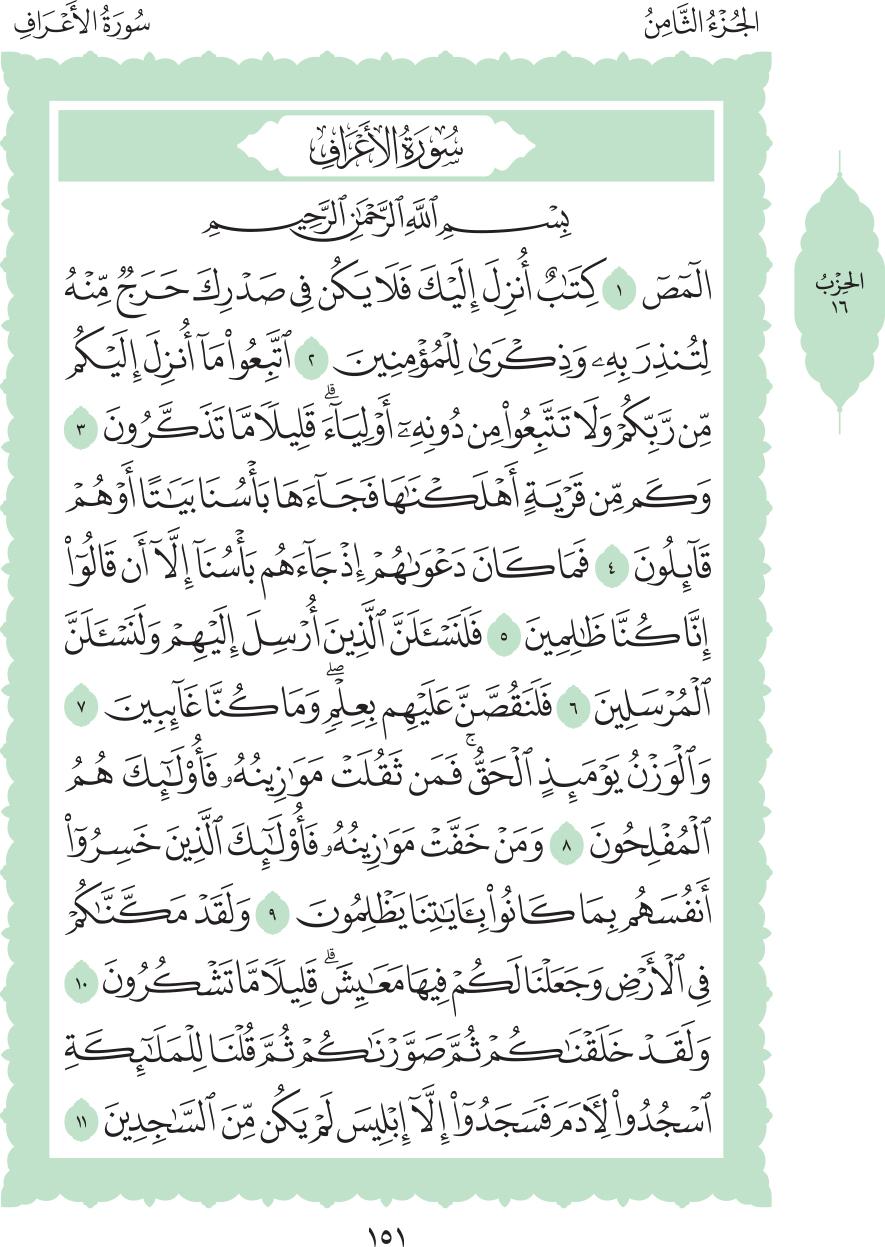 الجُزْءُ الثَّامِنُ
سُورَةُ الأَعْرَافِ
الحِزْبُ
١٦
سُورَةُ الأَعْرَافِ
بِسْمِ ٱللَّهِ ٱلرَّحْمَٰنِ ٱلرَّحِيمِ
الٓمٓصٓ ١ كِتَٰبٌ أُنزِلَ إِلَيْكَ فَلَا يَكُن فِى صَدْرِكَ حَرَجٌ مِّنْهُ
لِتُنذِرَ بِهِۦ وَذِكْرَىٰ لِلْمُؤْمِنِينَ ٢ ٱتَّبِعُوا۟ مَآ أُنزِلَ إِلَيْكُم
مِّن رَّبِّكُمْ وَلَا تَتَّبِعُوا۟ مِن دُونِهِۦٓ أَوْلِيَآءَ ۗ قَلِيلًا مَّا تَذَكَّرُونَ ٣
وَكَم مِّن قَرْيَةٍ أَهْلَكْنَٰهَا فَجَآءَهَا بَأْسُنَا بَيَٰتًا أَوْ هُمْ
قَآئِلُونَ ٤ فَمَا كَانَ دَعْوَىٰهُمْ إِذْ جَآءَهُم بَأْسُنَآ إِلَّآ أَن قَالُوٓا۟
إِنَّا كُنَّا ظَٰلِمِينَ ٥ فَلَنَسْـَٔلَنَّ ٱلَّذِينَ أُرْسِلَ إِلَيْهِمْ وَلَنَسْـَٔلَنَّ
ٱلْمُرْسَلِينَ ٦ فَلَنَقُصَّنَّ عَلَيْهِم بِعِلْمٍ ۖ وَمَا كُنَّا غَآئِبِينَ ٧
وَٱلْوَزْنُ يَوْمَئِذٍ ٱلْحَقُّ ۚ فَمَن ثَقُلَتْ مَوَٰزِينُهُۥ فَأُو۟لَٰٓئِكَ هُمُ
ٱلْمُفْلِحُونَ ٨ وَمَنْ خَفَّتْ مَوَٰزِينُهُۥ فَأُو۟لَٰٓئِكَ ٱلَّذِينَ خَسِرُوٓا۟
أَنفُسَهُم بِمَا كَانُوا۟ بِـَٔايَٰتِنَا يَظْلِمُونَ ٩ وَلَقَدْ مَكَّنَّٰكُمْ
فِى ٱلْأَرْضِ وَجَعَلْنَا لَكُمْ فِيهَا مَعَٰيِشَ ۗ قَلِيلًا مَّا تَشْكُرُونَ ١٠
وَلَقَدْ خَلَقْنَٰكُمْ ثُمَّ صَوَّرْنَٰكُمْ ثُمَّ قُلْنَا لِلْمَلَٰٓئِكَةِ
ٱسْجُدُوا۟ لِـَٔادَمَ فَسَجَدُوٓا۟ إِلَّآ إِبْلِيسَ لَمْ يَكُن مِّنَ ٱلسَّٰجِدِينَ ١١
١٥١